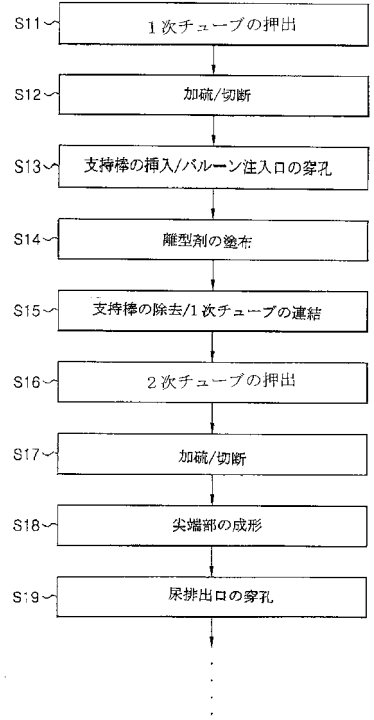 S11 1次チューブの押出
S12 加硫/切断
S13 支持棒の挿入/バルーン注入口の穿孔
S14 離型剤の塗布
S15 支持棒の除去/1次チューブの連結
S16 2次チューブの押出
S17 加硫/切断
S18 尖端部の成形
S19 尿排出口の穿孔